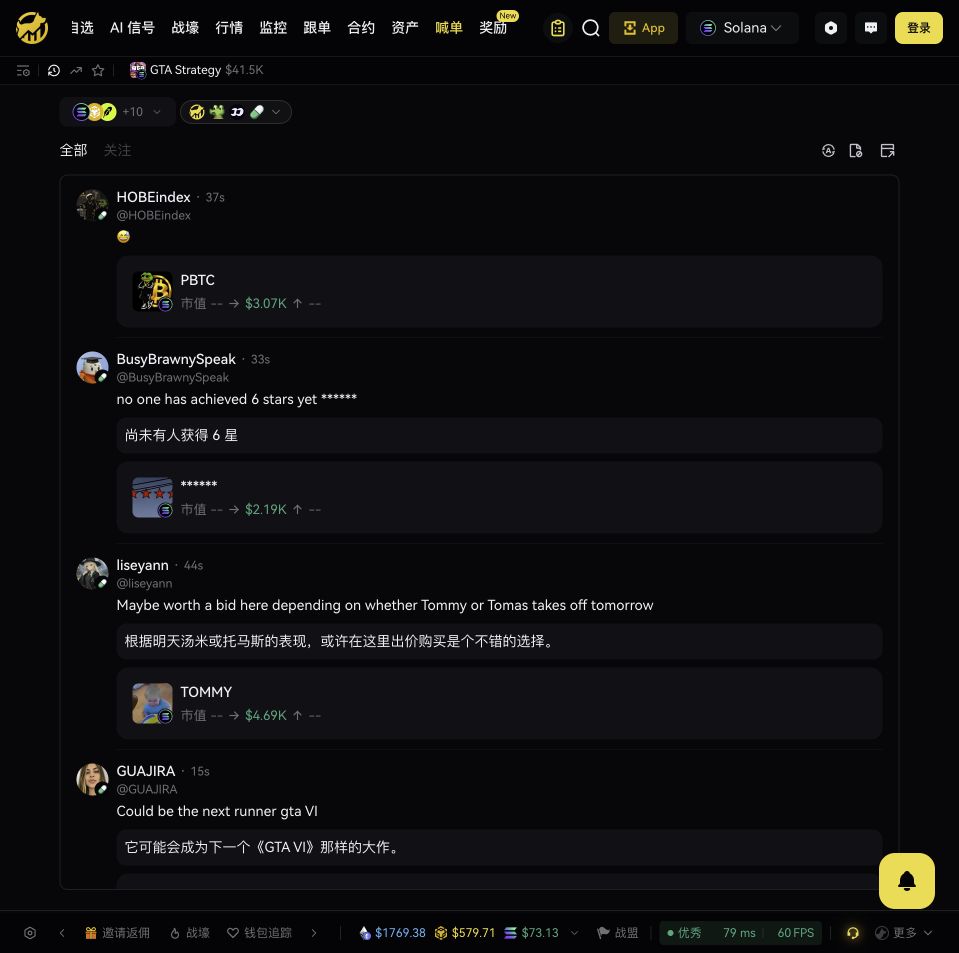 自选 AI 信号 战壕 行情 监控 跟单 合约 资产 喊单 奖励 New App Solana 登录
GTA Strategy $41.5K
+10
全部 关注
HOBEindex · 37s
@HOBEindex
😅
PBTC
市值 -- → $3.07K ↑ --
BusyBrawnySpeak · 33s
@BusyBrawnySpeak
no one has achieved 6 stars yet ******
尚未有人获得 6 星
******
市值 -- → $2.19K ↑ --
liseyann · 44s
@liseyann
Maybe worth a bid here depending on whether Tommy or Tomas takes off tomorrow
根据明天汤米或托马斯的表现，或许在这里出价购买是个不错的选择。
TOMMY
市值 -- → $4.69K ↑ --
GUAJIRA · 15s
@GUAJIRA
Could be the next runner gta VI
它可能会成为下一个《GTA VI》那样的大作。
邀请返佣 战壕 钱包追踪 $1769.38 $579.71 $73.13 战盟 优秀 79 ms 60 FPS 更多